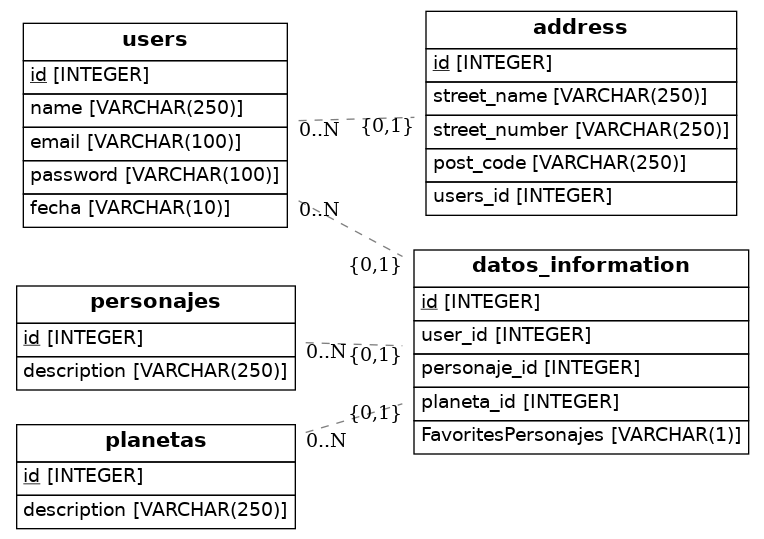 users
id [INTEGER]
name [VARCHAR(250)]
email [VARCHAR(100)]
password [VARCHAR(100)]
fecha [VARCHAR(10)]
address
id [INTEGER]
street_name [VARCHAR(250)]
street_number [VARCHAR(250)]
post_code [VARCHAR(250)]
users_id [INTEGER]
0..N {0,1}
0..N
{0,1}
personajes
id [INTEGER]
description [VARCHAR(250)]
0..N {0,1}
planetas
id [INTEGER]
description [VARCHAR(250)]
{0,1}
0..N
datos_information
id [INTEGER]
user_id [INTEGER]
personaje_id [INTEGER]
planeta_id [INTEGER]
FavoritesPersonajes [VARCHAR(1)]